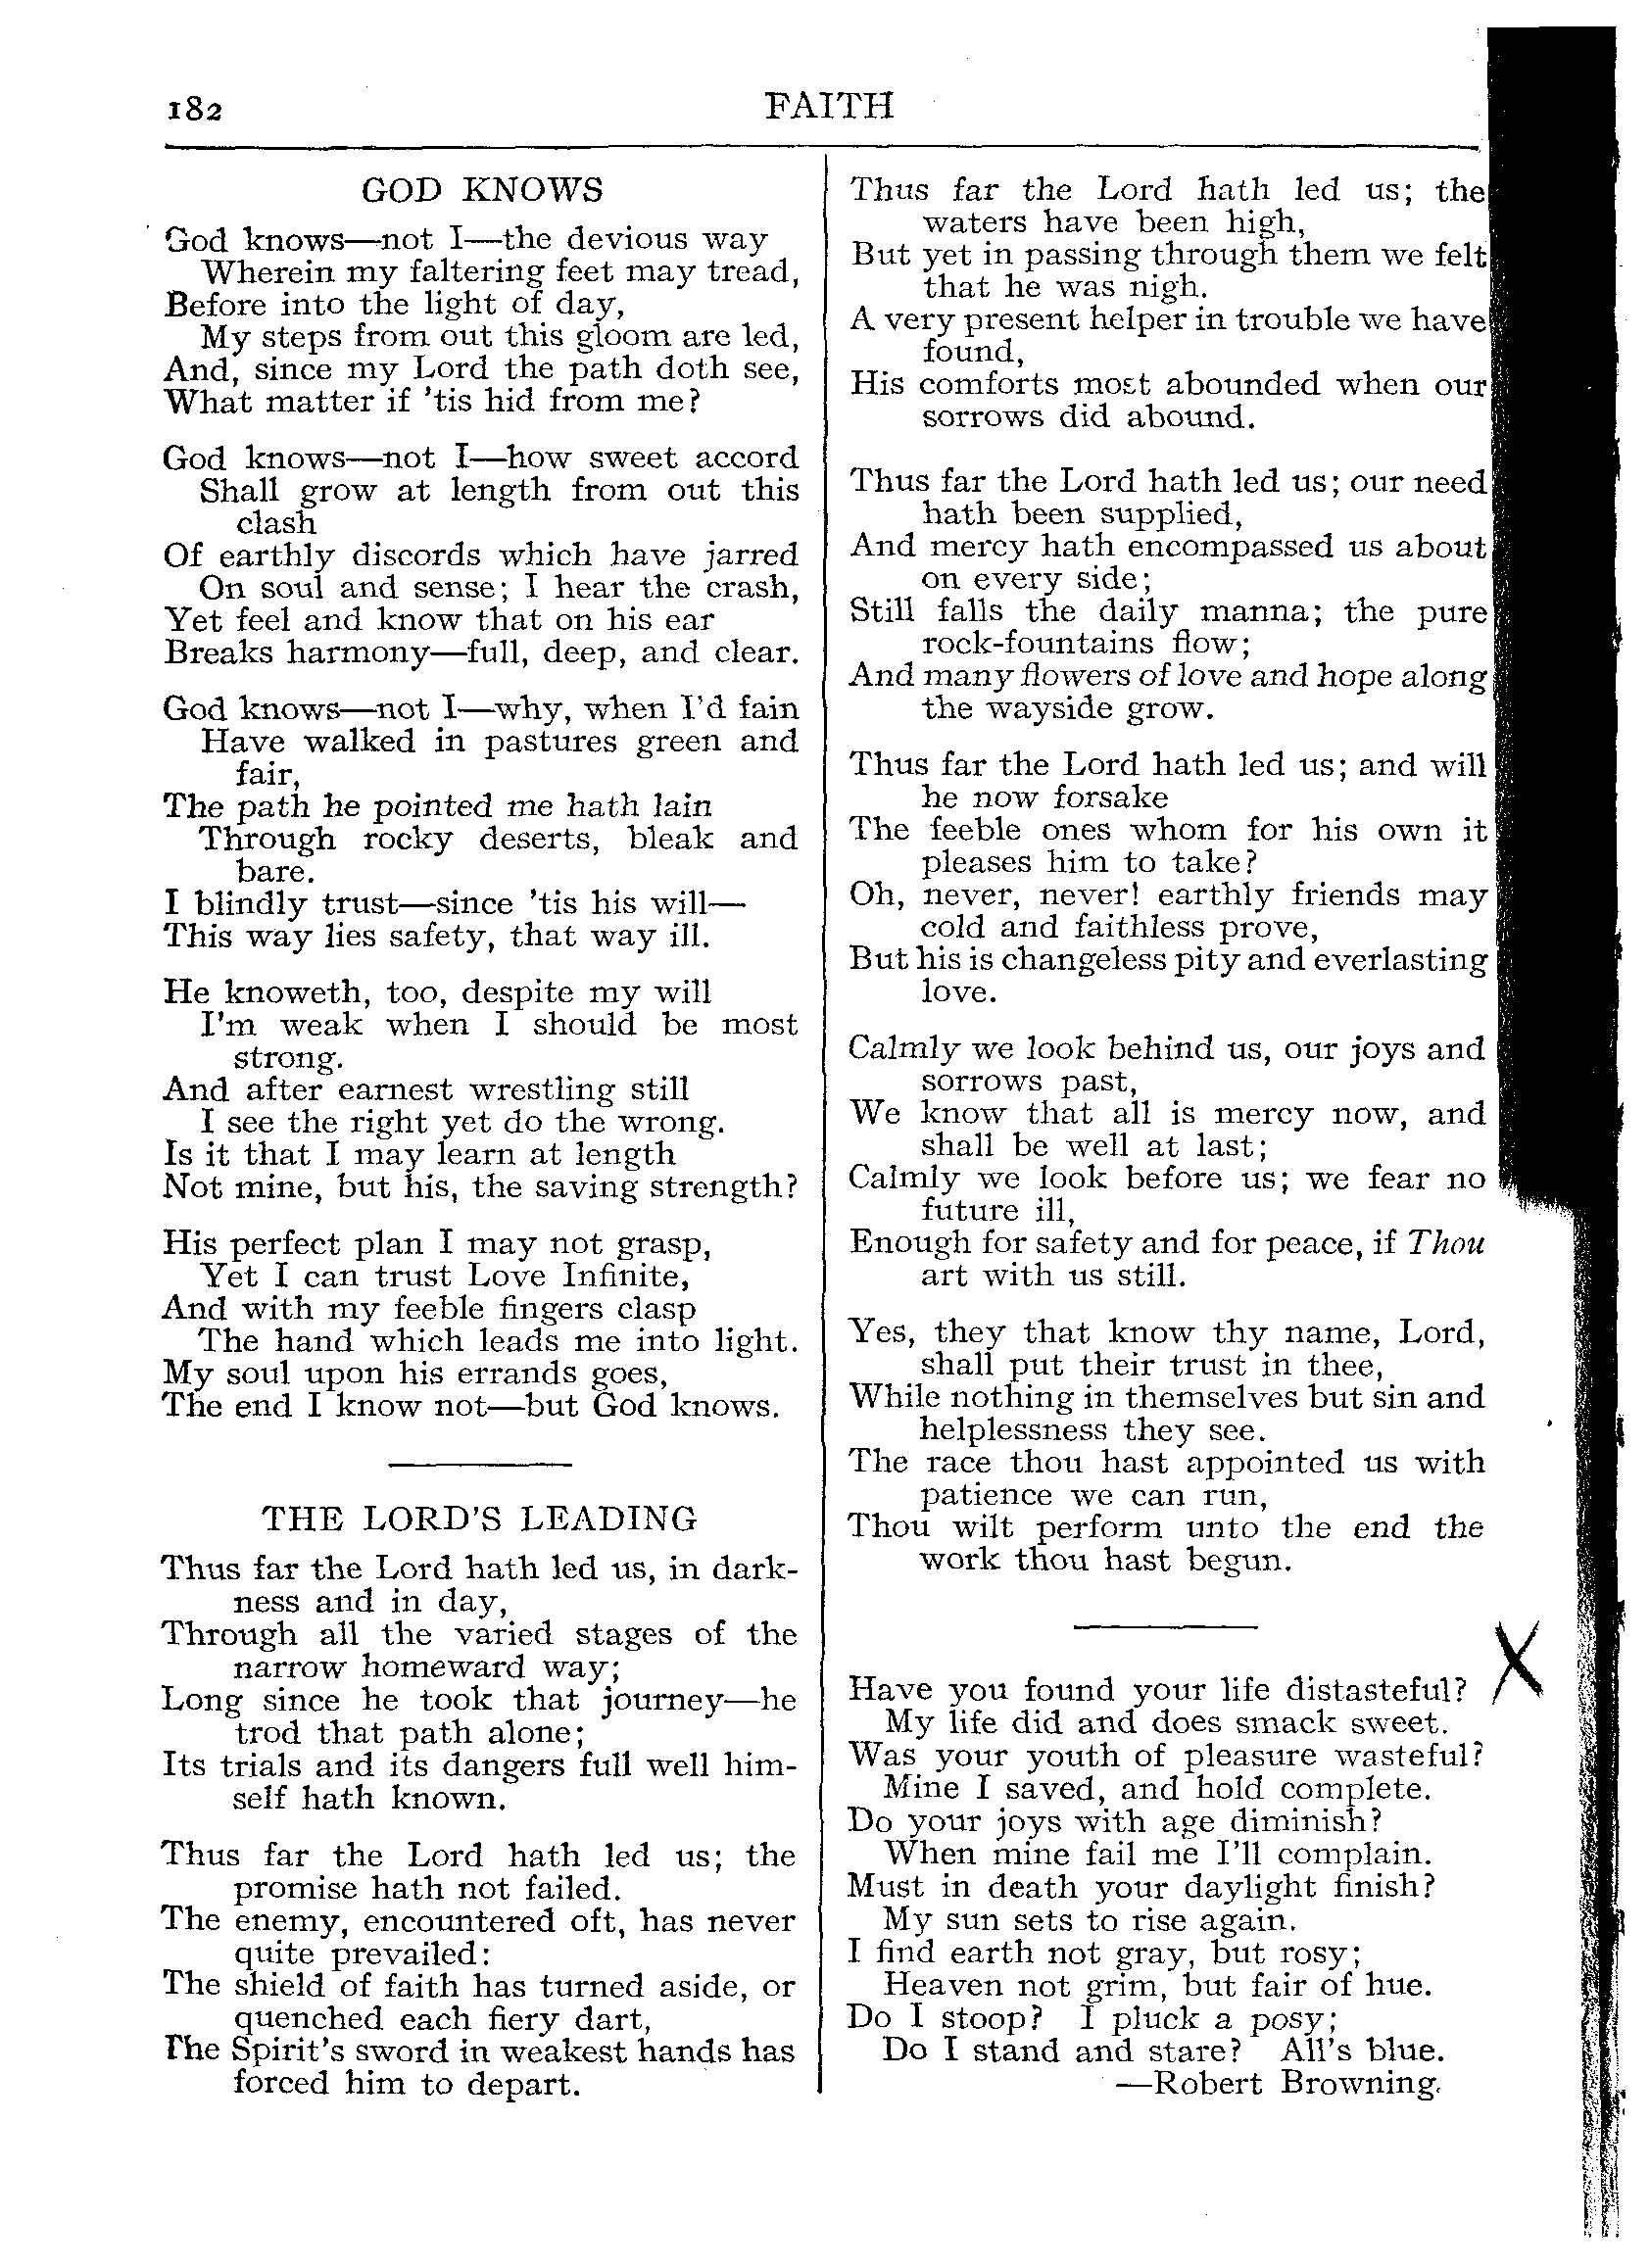 182
FAITH
GOD KNOWS
God knows—not I—the devious way
Wherein my faltering feet may tread,
Before into the light of day,
My steps from out this gloom are led,
And, since my Lord the path doth see,
What matter if 'tis hid from me?
God knows—not I—how sweet accord
Shall grow at length from out this
clash
Of earthly discords which have jarred
On soul and sense; I hear the crash,
Yet feel and know that on his ear
Breaks harmony—full, deep, and clear.
God knows—not I—why, when I'd fain
Have walked in pastures green and
fair,
The path he pointed me hath lain
Through rocky deserts, bleak and
bare.
I blindly trust—since 'tis his will—
This way lies safety, that way ill.
He knoweth, too, despite my will
I'm weak when I should be most
strong.
And after earnest wrestling still
I see the right yet do the wrong.
Is it that I may learn at length
Not mine, but his, the saving strength?
His perfect plan I may not grasp,
Yet I can trust Love Infinite,
And with my feeble fingers clasp
The hand which leads me into light.
My soul upon his errands goes,
The end I know not—but God knows.
THE LORD'S LEADING
Thus far the Lord hath led us, in dark-
ness and in day,
Through all the varied stages of the
narrow homeward way;
Long since he took that journey—he
trod that path alone;
Its trials and its dangers full well him-
self hath known.
Thus far the Lord hath led us; the
promise hath not failed.
The enemy, encountered oft, has never
quite prevailed:
The shield of faith has turned aside, or
quenched each fiery dart,
The Spirit's sword in weakest hands has
forced him to depart.
Thus far the Lord hath led us; the
waters have been high,
But yet in passing through them we felt
that he was nigh.
A very present helper in trouble we have
found,
His comforts most abounded when our
sorrows did abound.
Thus far the Lord hath led us; our need
hath been supplied,
And mercy hath encompassed us about
on every side;
Still falls the daily manna; the pure
rock-fountains flow;
And many flowers of love and hope along
the wayside grow.
Thus far the Lord hath led us; and will
he now forsake
The feeble ones whom for his own it
pleases him to take?
Oh, never, never! earthly friends may
cold and faithless prove,
But his is changeless pity and everlasting
love.
Calmly we look behind us, our joys and
sorrows past,
We know that all is mercy now, and
shall be well at last;
Calmly we look before us; we fear no
future ill,
Enough for safety and for peace, if Thou
art with us still.
Yes, they that know thy name, Lord,
shall put their trust in thee,
While nothing in themselves but sin and
helplessness they see.
The race thou hast appointed us with
patience we can run,
Thou wilt perform unto the end the
work thou hast begun.
X
Have you found your life distasteful?
My life did and does smack sweet.
Was your youth of pleasure wasteful?
Mine I saved, and hold complete.
Do your joys with age diminish?
When mine fail me I'll complain.
Must in death your daylight finish?
My sun sets to rise again.
I find earth not gray, but rosy;
Heaven not grim, but fair of hue.
Do I stoop? I pluck a posy;
Do I stand and stare? All's blue.
—Robert Browning.